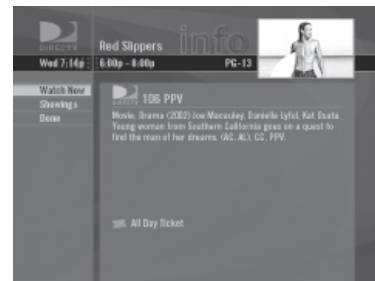 DIRECTV
Red Slippers
info
Wed 7:14p
6:00p – 8:00p
PG-13
Watch Now
Showings
Done
106 PPV
Movie, Drama (2002) Joe Macauley, Danielle Lyful, Kat Osata.
Young woman from Southern California goes on a quest to
find the man of her dreams. (AC, AL), CC, PPV.
All Day Ticket